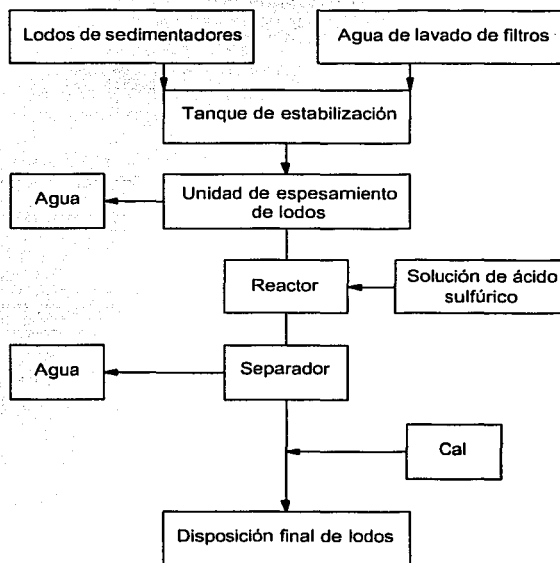 Lodos de sedimentadores
Agua de lavado de filtros
Tanque de estabilización
Agua
Unidad de espesamiento
de lodos
Reactor
Solución de ácido
sulfúrico
Agua
Separador
Cal
Disposición final de lodos